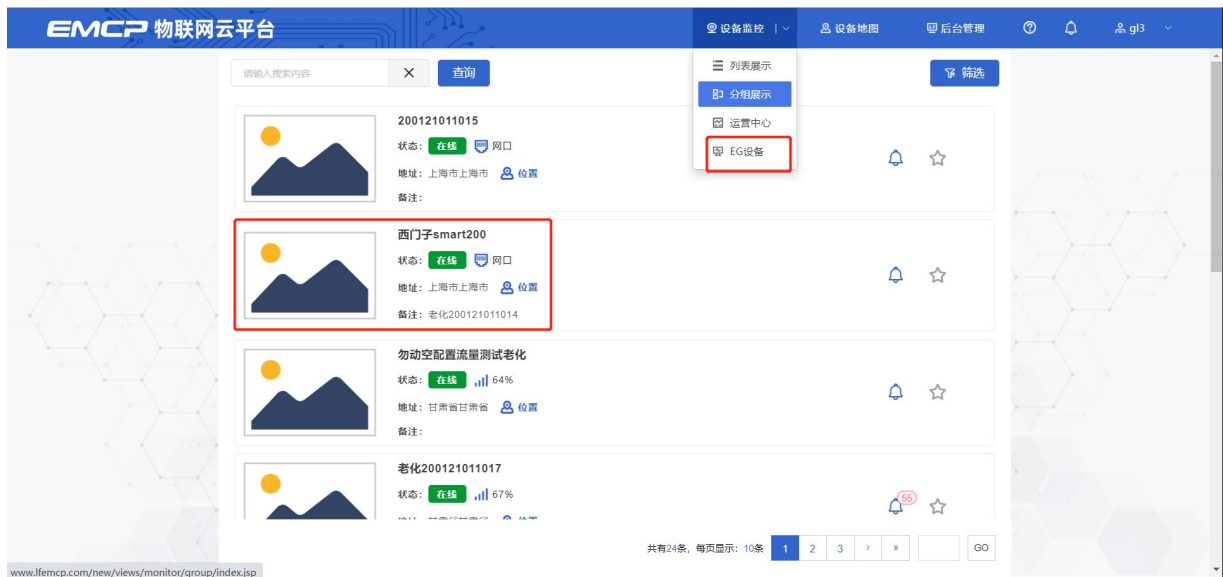 EMCP 物联网云平台
设备监控
设备地图
后台管理
gl3
列表展示
分组展示
运营中心
EG设备
请输入搜索内容
查询
筛选
200121011015
状态: 在线 网口
地址: 上海市上海市 位置
备注:
西门子smart200
状态: 在线 网口
地址: 上海市上海市 位置
备注: 老化200121011014
勿动空配置流量测试老化
状态: 在线 64%
地址: 甘肃省甘肃省 位置
备注:
老化200121011017
状态: 在线 67%
55
共有24条, 每页显示: 10条 1 2 3 › » GO
www.lfemcp.com/new/views/monitor/group/index.jsp